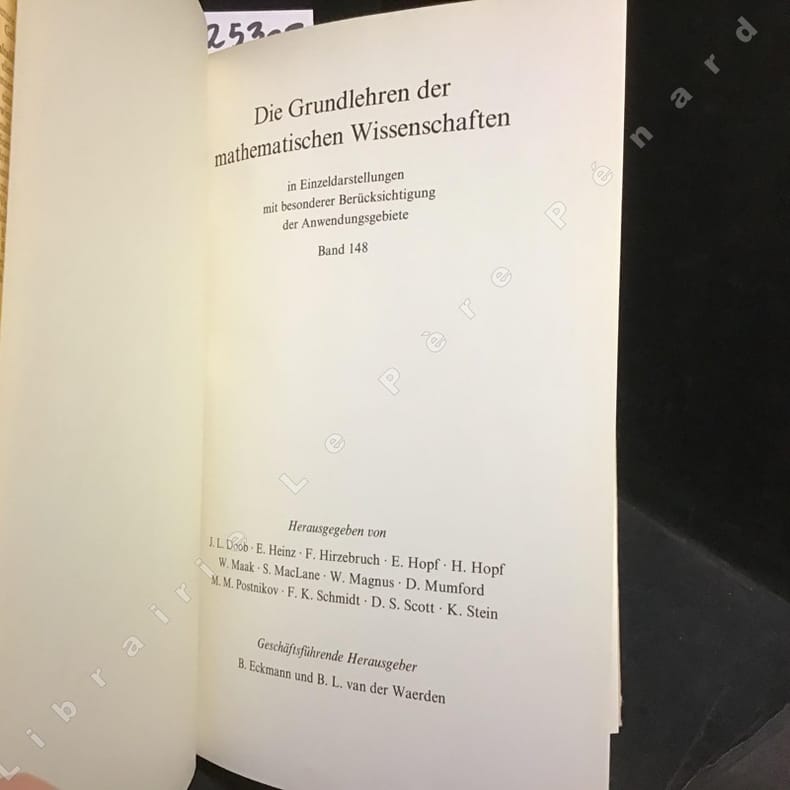 Die Grundlehren der
mathematischen Wissenschaften
in Einzeldarstellungen
mit besonderer Berücksichtigung
der Anwendungsgebiete
Band 148
Herausgegeben von
J. L. Doob · E. Heinz · F. Hirzebruch · E. Hopf · H. Hopf
W. Maak · S. MacLane · W. Magnus · D. Mumford
M. M. Postnikov · F. K. Schmidt · D. S. Scott · K. Stein
Geschäftsführende Herausgeber
B. Eckmann und B. L. van der Waerden
Librairie Le Père Pénard